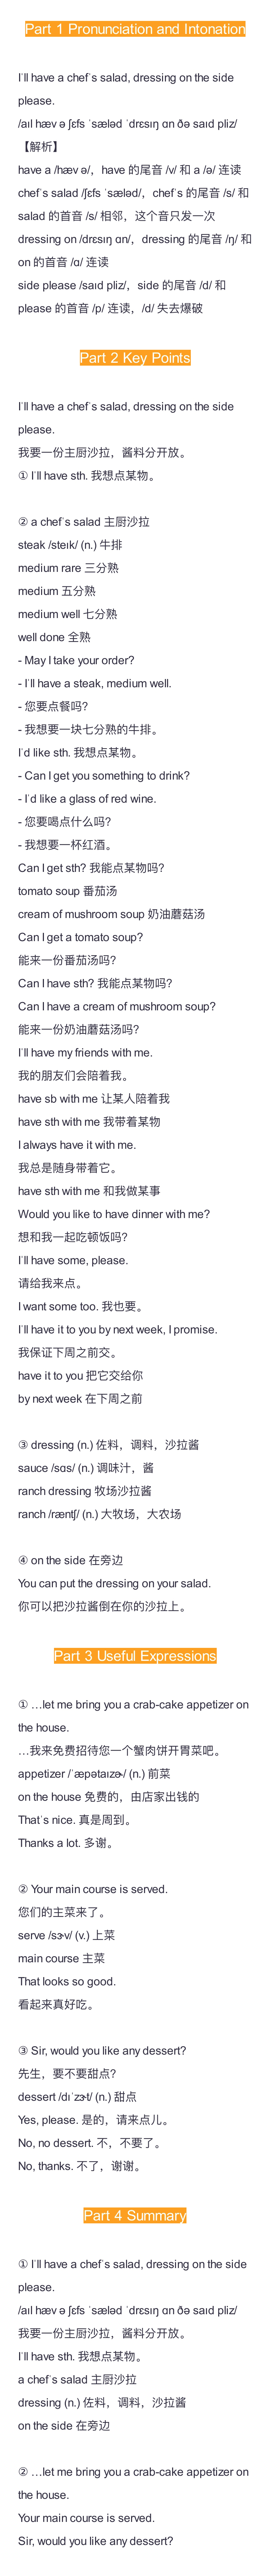 Part 1 Pronunciation and Intonation
I'll have a chef's salad, dressing on the side
please.
/aɪl hæv ə ʃɛfs ˈsæləd ˈdrɛsɪŋ ɑn ðə saɪd pliz/
【解析】
have a /hæv ə/，have 的尾音 /v/ 和 a /ə/ 连读
chef's salad /ʃɛfs ˈsæləd/，chef's 的尾音 /s/ 和
salad 的首音 /s/ 相邻，这个音只发一次
dressing on /drɛsɪŋ ɑn/，dressing 的尾音 /ŋ/ 和
on 的首音 /ɑ/ 连读
side please /saɪd pliz/，side 的尾音 /d/ 和
please 的首音 /p/ 连读，/d/ 失去爆破
Part 2 Key Points
I'll have a chef's salad, dressing on the side
please.
我要一份主厨沙拉，酱料分开放。
① I'll have sth. 我想点某物。
② a chef's salad 主厨沙拉
steak /steɪk/ (n.) 牛排
medium rare 三分熟
medium 五分熟
medium well 七分熟
well done 全熟
- May I take your order?
- I'll have a steak, medium well.
- 您要点餐吗?
- 我想要一块七分熟的牛排。
I'd like sth. 我想点某物。
- Can I get you something to drink?
- I'd like a glass of red wine.
- 您要喝点什么吗?
- 我想要一杯红酒。
Can I get sth? 我能点某物吗?
tomato soup 番茄汤
cream of mushroom soup 奶油蘑菇汤
Can I get a tomato soup?
能来一份番茄汤吗?
Can I have sth? 我能点某物吗?
Can I have a cream of mushroom soup?
能来一份奶油蘑菇汤吗?
I'll have my friends with me.
我的朋友们会陪着我。
have sb with me 让某人陪着我
have sth with me 我带着某物
I always have it with me.
我总是随身带着它。
have sth with me 和我做某事
Would you like to have dinner with me?
想和我一起吃顿饭吗?
I'll have some, please.
请给我来点。
I want some too. 我也要。
I'll have it to you by next week, I promise.
我保证下周之前交。
have it to you 把它交给你
by next week 在下周之前
③ dressing (n.) 佐料，调料，沙拉酱
sauce /sɑs/ (n.) 调味汁，酱
ranch dressing 牧场沙拉酱
ranch /ræntʃ/ (n.) 大牧场，大农场
④ on the side 在旁边
You can put the dressing on your salad.
你可以把沙拉酱倒在你的沙拉上。
Part 3 Useful Expressions
① …let me bring you a crab-cake appetizer on
the house.
…我来免费招待您一个蟹肉饼开胃菜吧。
appetizer /ˈæpətaɪzɚ/ (n.) 前菜
on the house 免费的，由店家出钱的
That's nice. 真是周到。
Thanks a lot. 多谢。
② Your main course is served.
您们的主菜来了。
serve /sɝv/ (v.) 上菜
main course 主菜
That looks so good.
看起来真好吃。
③ Sir, would you like any dessert?
先生，要不要甜点?
dessert /dɪˈzɝt/ (n.) 甜点
Yes, please. 是的，请来点儿。
No, no dessert. 不，不要了。
No, thanks. 不了，谢谢。
Part 4 Summary
① I'll have a chef's salad, dressing on the side
please.
/aɪl hæv ə ʃɛfs ˈsæləd ˈdrɛsɪŋ ɑn ðə saɪd pliz/
我要一份主厨沙拉，酱料分开放。
I'll have sth. 我想点某物。
a chef's salad 主厨沙拉
dressing (n.) 佐料，调料，沙拉酱
on the side 在旁边
② …let me bring you a crab-cake appetizer on
the house.
Your main course is served.
Sir, would you like any dessert?